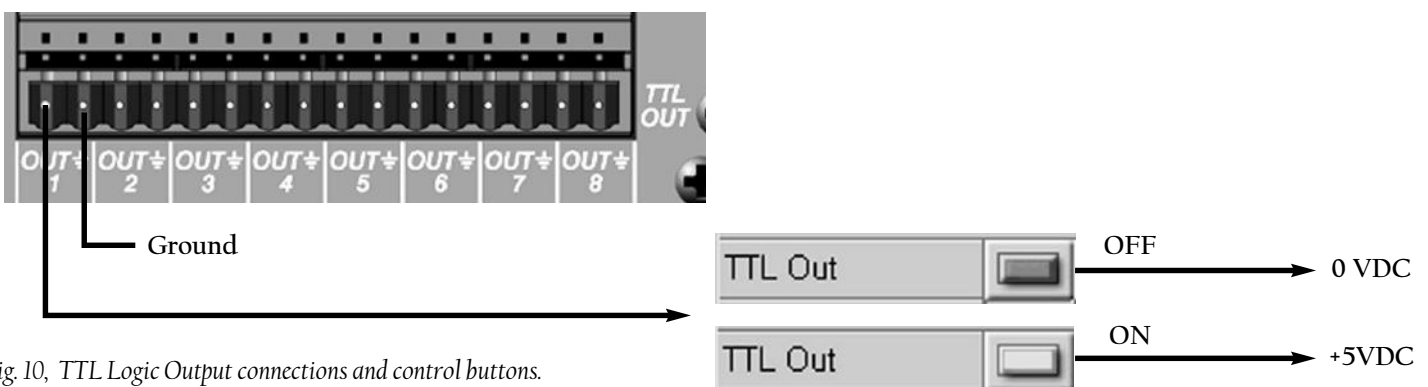 TTL
OUT
OUT⏚ OUT⏚ OUT⏚ OUT⏚ OUT⏚ OUT⏚ OUT⏚ OUT⏚
1 2 3 4 5 6 7 8
Ground
TTL Out
OFF
0 VDC
TTL Out
ON
+5VDC
ig. 10, TTL Logic Output connections and control buttons.